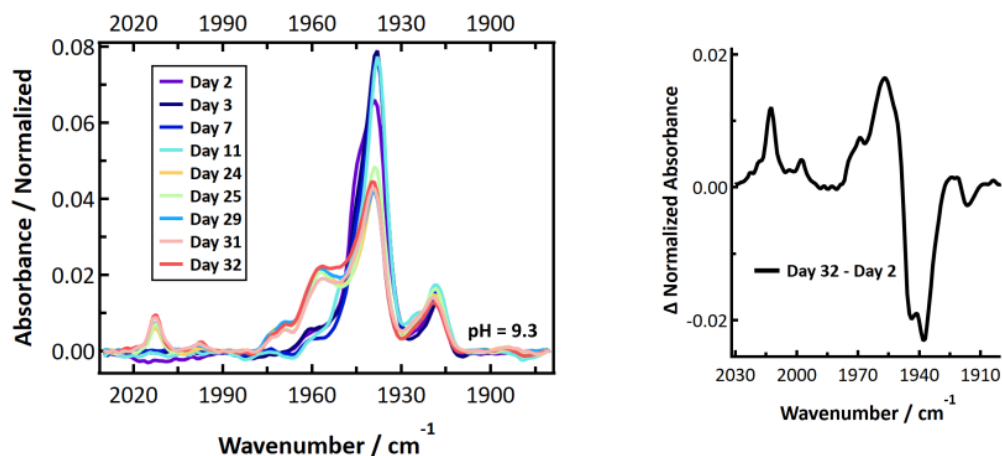 2020 1990 1960 1930 1900
0.08
0.06
0.04
0.02
0.00
Absorbance / Normalized
Day 2
Day 3
Day 7
Day 11
Day 24
Day 25
Day 29
Day 31
Day 32
pH = 9.3
2020 1990 1960 1930 1900
Wavenumber / cm⁻¹
0.02
0.00
-0.02
Δ Normalized Absorbance
Day 32 - Day 2
2030 2000 1970 1940 1910
Wavenumber / cm⁻¹